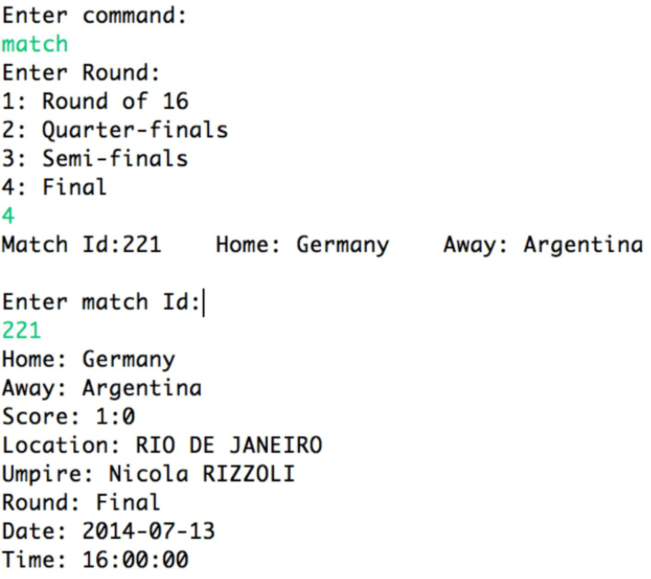 Enter command:
match
Enter Round:
1: Round of 16
2: Quarter-finals
3: Semi-finals
4: Final
4
Match Id:221    Home: Germany    Away: Argentina
Enter match Id:
221
Home: Germany
Away: Argentina
Score: 1:0
Location: RIO DE JANEIRO
Umpire: Nicola RIZZOLI
Round: Final
Date: 2014-07-13
Time: 16:00:00